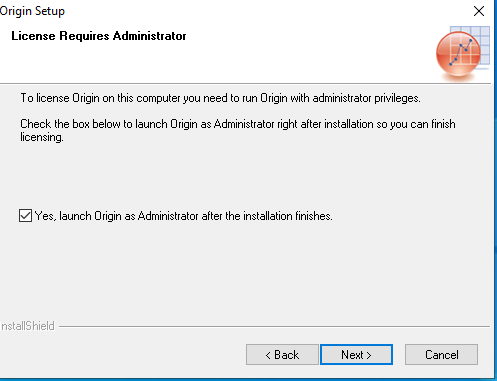 Origin Setup
License Requires Administrator
To license Origin on this computer you need to run Origin with administrator privileges.
Check the box below to launch Origin as Administrator right after installation so you can finish
licensing.
Yes, launch Origin as Administrator after the installation finishes.
nstallShield
< Back
Next >
Cancel